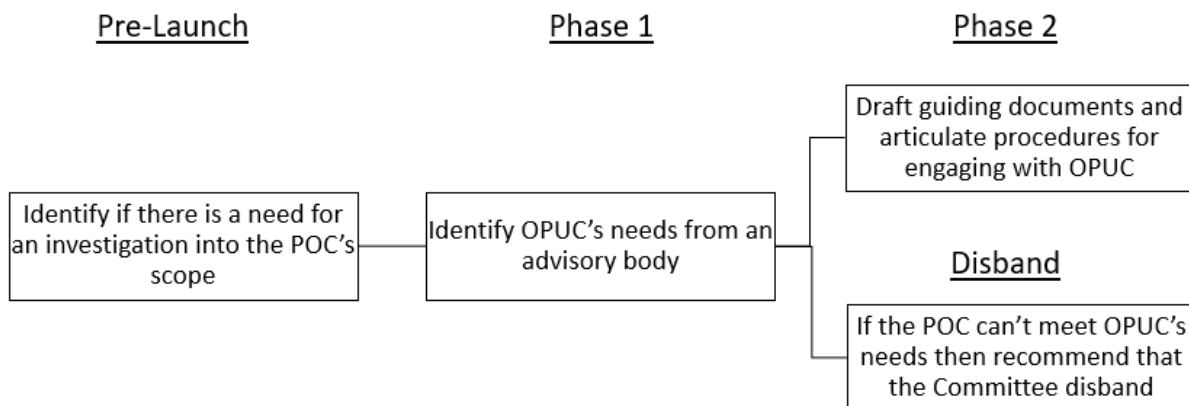 Pre-Launch
Identify if there is a need for
an investigation into the POC's
scope
Phase 1
Identify OPUC's needs from an
advisory body
Phase 2
Draft guiding documents and
articulate procedures for
engaging with OPUC
Disband
If the POC can't meet OPUC's
needs then recommend that
the Committee disband